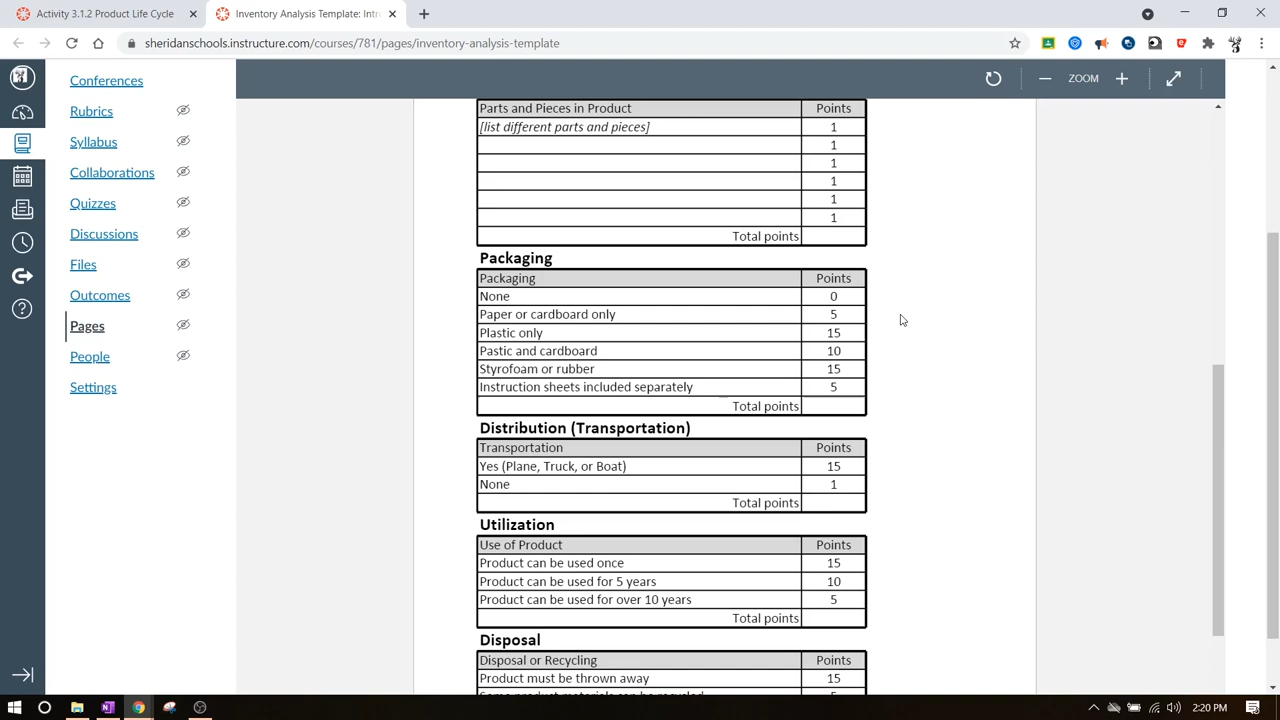 Activity 3.1.2 Product Life Cycle
Inventory Analysis Template: Intr
sheridanschools.instructure.com/courses/781/pages/inventory-analysis-template
Conferences
Rubrics
Syllabus
Collaborations
Quizzes
Discussions
Files
Outcomes
Pages
People
Settings
ZOOM
Parts and Pieces in Product Points
[list different parts and pieces] 1
1
1
1
1
1
Total points
Packaging
Packaging Points
None 0
Paper or cardboard only 5
Plastic only 15
Pastic and cardboard 10
Styrofoam or rubber 15
Instruction sheets included separately 5
Total points
Distribution (Transportation)
Transportation Points
Yes (Plane, Truck, or Boat) 15
None 1
Total points
Utilization
Use of Product Points
Product can be used once 15
Product can be used for 5 years 10
Product can be used for over 10 years 5
Total points
Disposal
Disposal or Recycling Points
Product must be thrown away 15
Some product materials can be recycled 5
2:20 PM